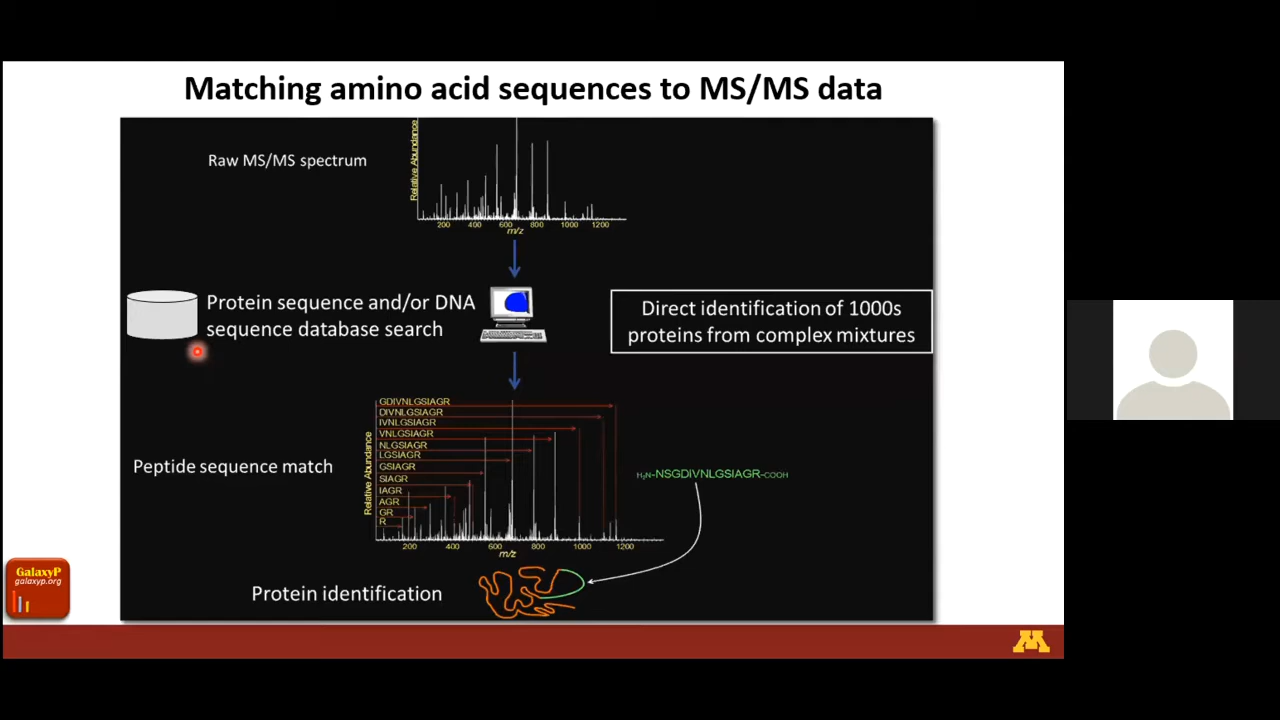 Matching amino acid sequences to MS/MS data
Raw MS/MS spectrum
Relative Abundance
200 400 600 800 1000 1200
m/z
Protein sequence and/or DNA
sequence database search
Direct identification of 1000s
proteins from complex mixtures
Peptide sequence match
Relative Abundance
GDIVNLGSIAGR
DIVNLGSIAGR
IVNLGSIAGR
VNLGSIAGR
NLGSIAGR
LGSIAGR
GSIAGR
SIAGR
IAGR
AGR
GR
R
200 400 600 800 1000 1200
m/z
H₂N-NSGDIVNLGSIAGR-COOH
Protein identification
GalaxyP
galaxyp.org
M